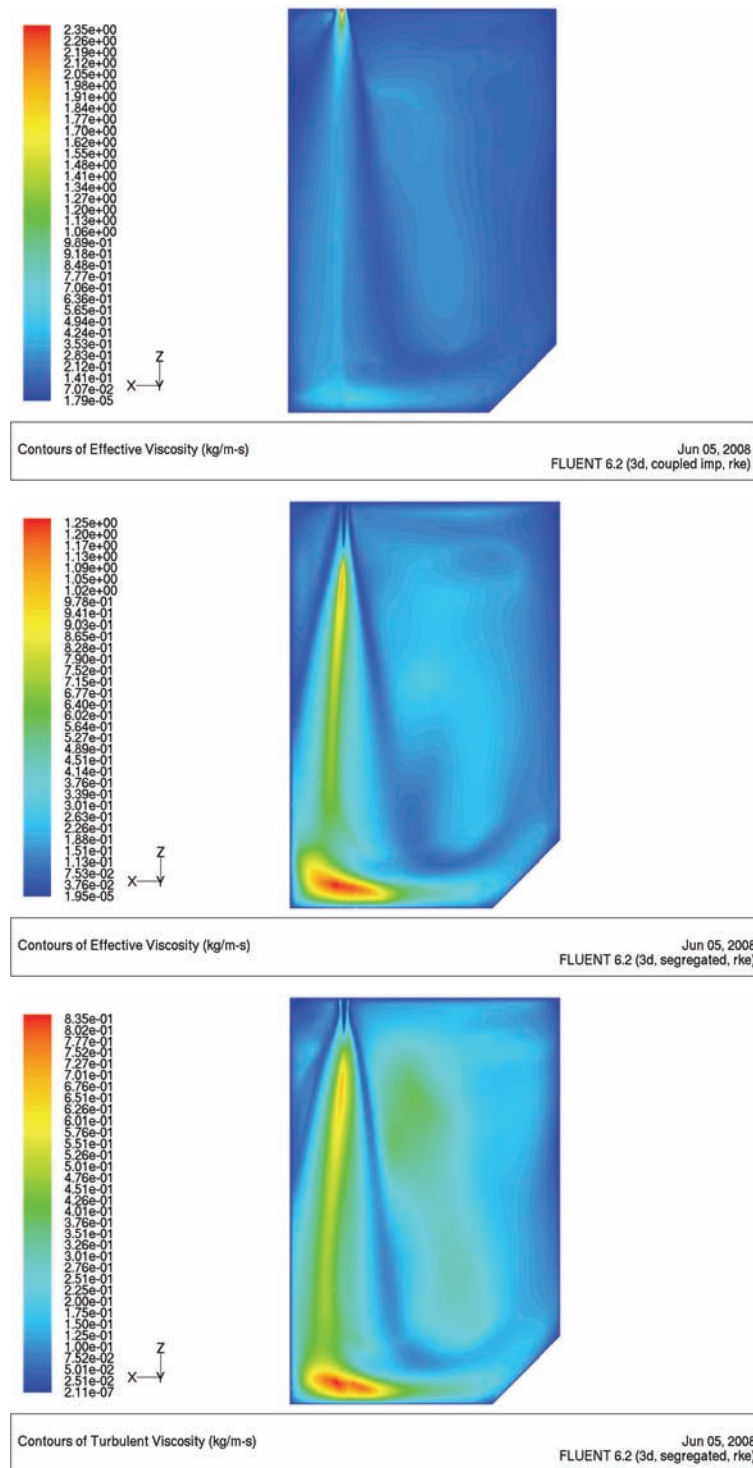 2.35e+00
2.26e+00
2.19e+00
2.12e+00
2.05e+00
1.98e+00
1.91e+00
1.84e+00
1.77e+00
1.70e+00
1.62e+00
1.55e+00
1.48e+00
1.41e+00
1.34e+00
1.27e+00
1.20e+00
1.13e+00
1.06e+00
9.89e-01
9.18e-01
8.48e-01
7.77e-01
7.06e-01
6.36e-01
5.65e-01
4.94e-01
4.24e-01
3.53e-01
2.83e-01
2.12e-01
1.41e-01
7.07e-02
1.79e-05
Z
X Y
Contours of Effective Viscosity (kg/m-s)
Jun 05, 2008
FLUENT 6.2 (3d, coupled imp, rke)
1.25e+00
1.20e+00
1.17e+00
1.13e+00
1.09e+00
1.05e+00
1.02e+00
9.78e-01
9.41e-01
9.03e-01
8.65e-01
8.28e-01
7.90e-01
7.52e-01
7.15e-01
6.77e-01
6.40e-01
6.02e-01
5.64e-01
5.27e-01
4.89e-01
4.51e-01
4.14e-01
3.76e-01
3.39e-01
3.01e-01
2.63e-01
2.26e-01
1.88e-01
1.51e-01
1.13e-01
7.53e-02
3.76e-02
1.95e-05
Z
X Y
Contours of Effective Viscosity (kg/m-s)
Jun 05, 2008
FLUENT 6.2 (3d, segregated, rke)
8.35e-01
8.02e-01
7.77e-01
7.52e-01
7.27e-01
7.01e-01
6.76e-01
6.51e-01
6.26e-01
6.01e-01
5.76e-01
5.51e-01
5.26e-01
5.01e-01
4.76e-01
4.51e-01
4.26e-01
4.01e-01
3.76e-01
3.51e-01
3.26e-01
3.01e-01
2.76e-01
2.51e-01
2.25e-01
2.00e-01
1.75e-01
1.50e-01
1.25e-01
1.00e-01
7.52e-02
5.01e-02
2.51e-02
2.11e-07
Z
X Y
Contours of Turbulent Viscosity (kg/m-s)
Jun 05, 2008
FLUENT 6.2 (3d, segregated, rke)